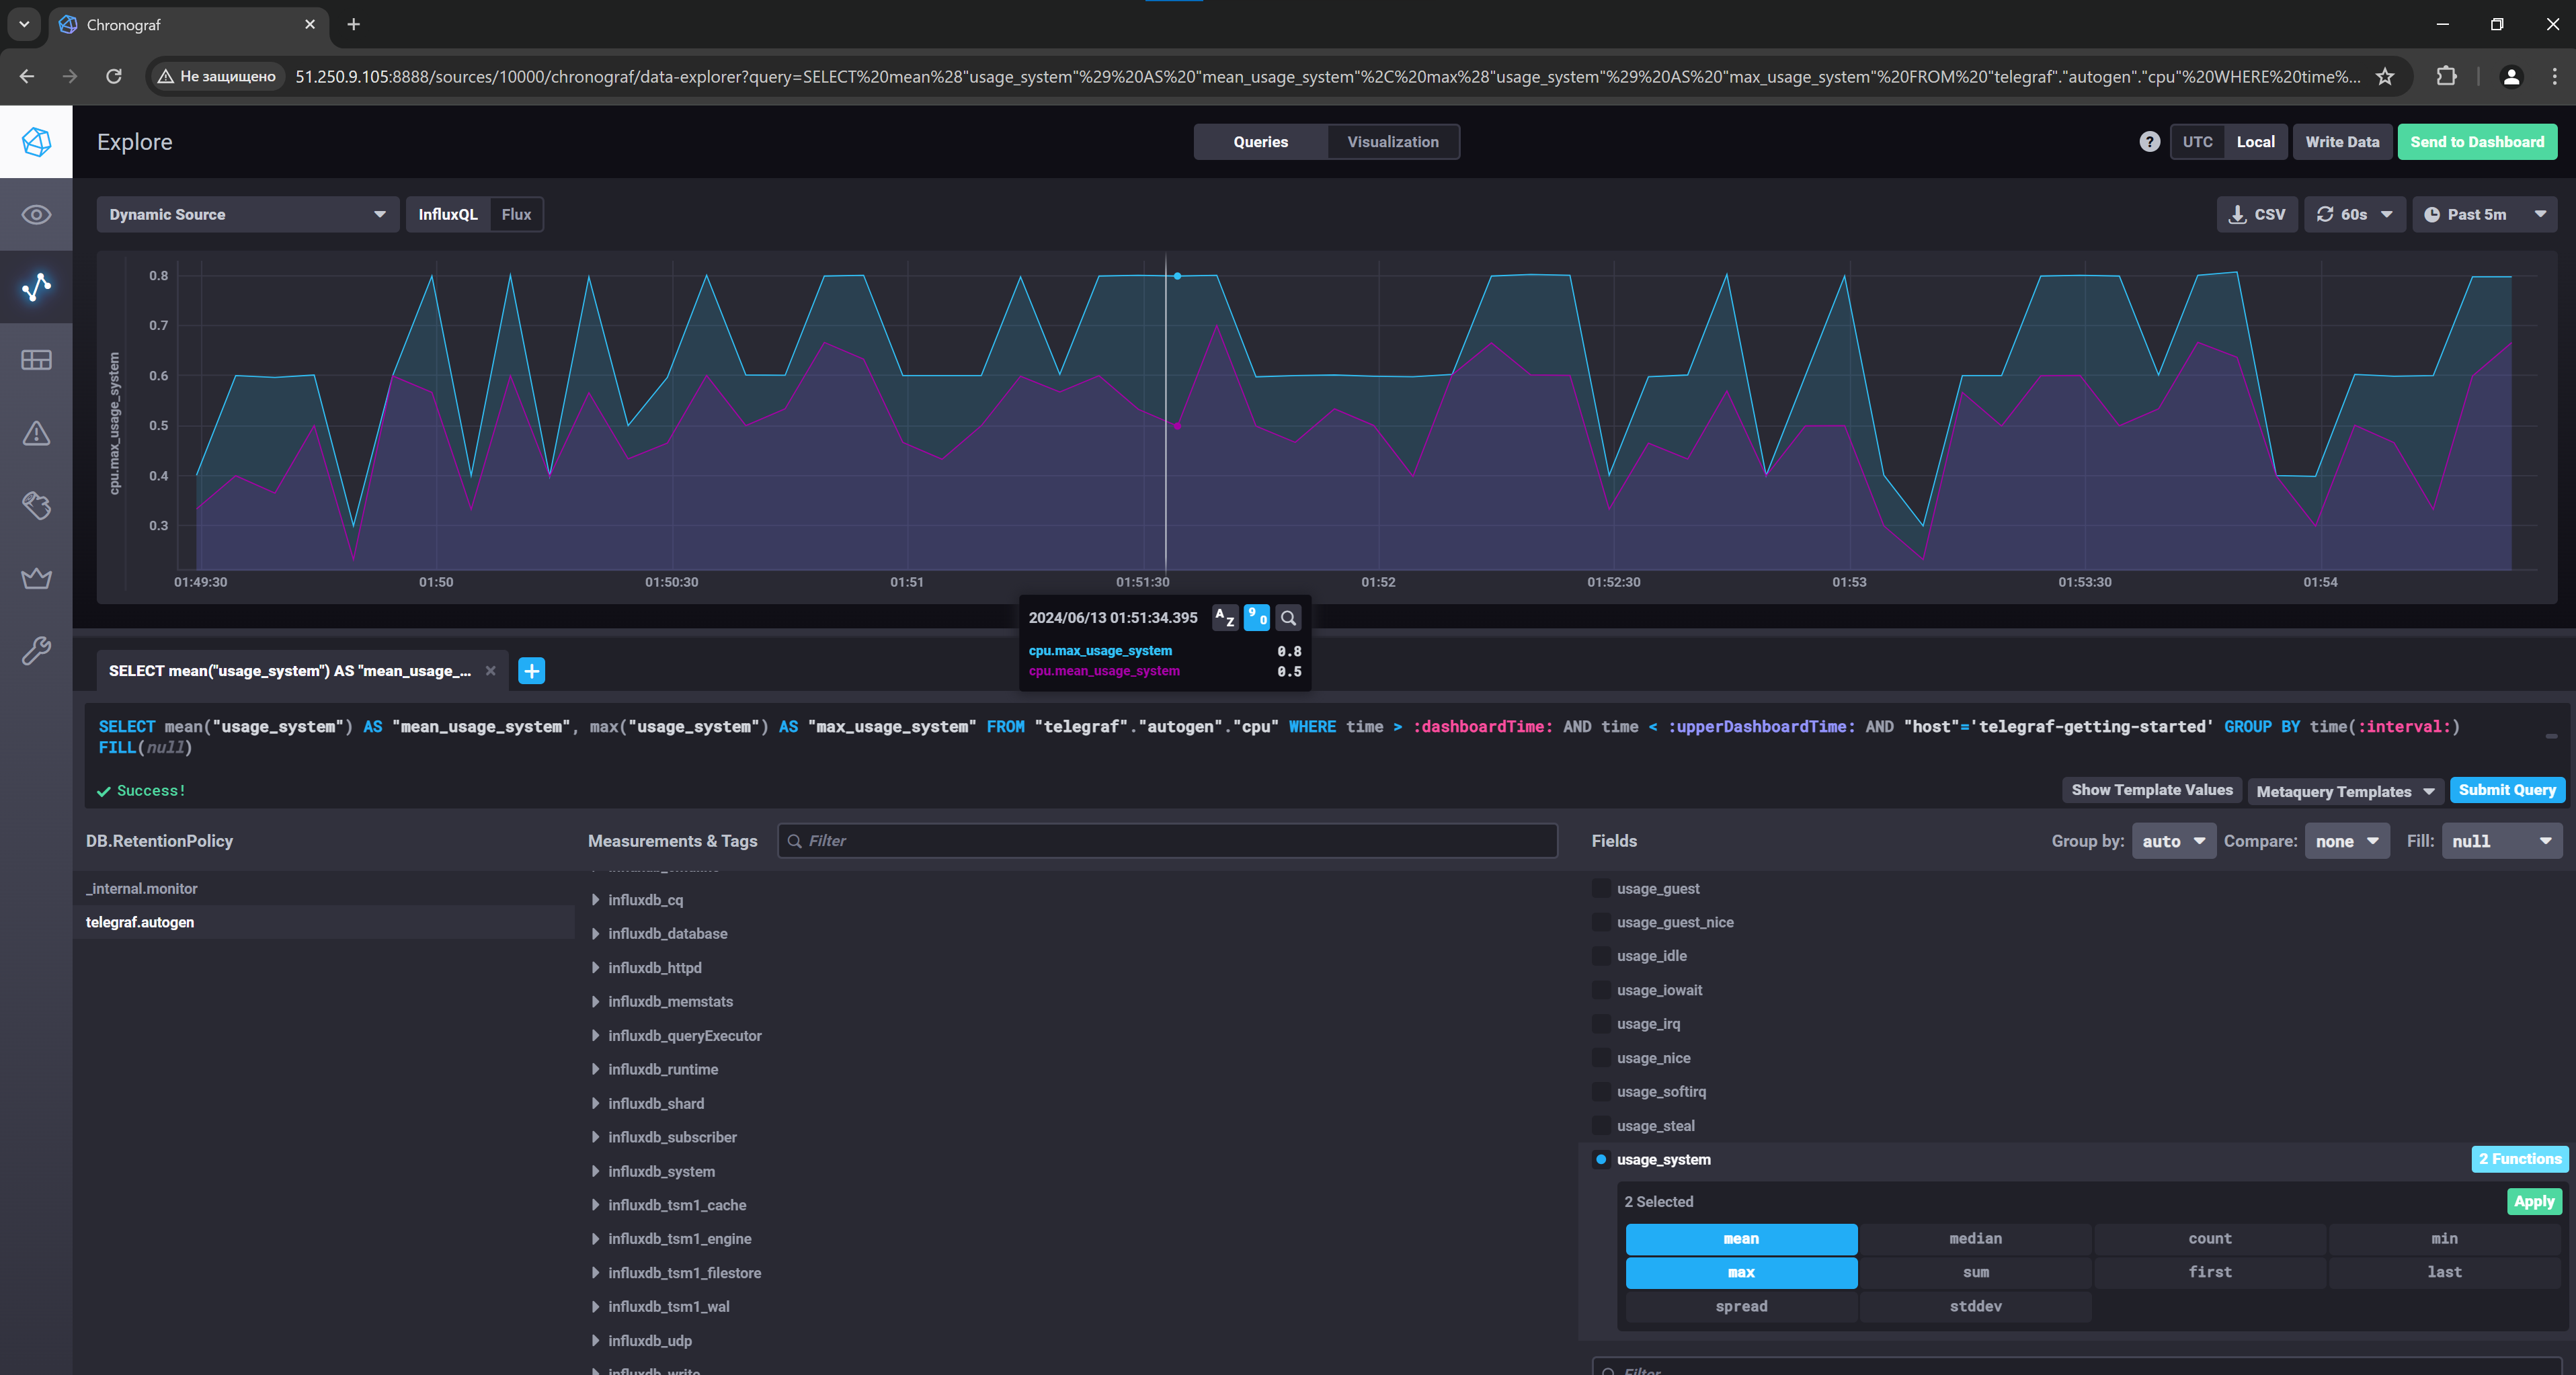 Chronograf
Не защищено
51.250.9.105:8888/sources/10000/chronograf/data-explorer?query=SELECT%20mean%28"usage_system"%29%20AS%20"mean_usage_system"%2C%20max%28"usage_system"%29%20AS%20"max_usage_system"%20FROM%20"telegraf"."autogen"."cpu"%20WHERE%20time%...
Explore
Queries
Visualization
?
UTC
Local
Write Data
Send to Dashboard
Dynamic Source
InfluxQL
Flux
CSV
60s
Past 5m
cpu.max_usage_system
0.8
0.7
0.6
0.5
0.4
0.3
01:49:30
01:50
01:50:30
01:51
01:51:30
01:52
01:52:30
01:53
01:53:30
01:54
2024/06/13 01:51:34.395
A Z
9 0
cpu.max_usage_system 0.8
cpu.mean_usage_system 0.5
SELECT mean("usage_system") AS "mean_usage_...
SELECT mean("usage_system") AS "mean_usage_system", max("usage_system") AS "max_usage_system" FROM "telegraf"."autogen"."cpu" WHERE time > :dashboardTime: AND time < :upperDashboardTime: AND "host"='telegraf-getting-started' GROUP BY time(:interval:)
FILL(null)
Success!
Show Template Values
Metaquery Templates
Submit Query
DB.RetentionPolicy
_internal.monitor
telegraf.autogen
Measurements & Tags
Filter
influxdb_cq
influxdb_database
influxdb_httpd
influxdb_memstats
influxdb_queryExecutor
influxdb_runtime
influxdb_shard
influxdb_subscriber
influxdb_system
influxdb_tsm1_cache
influxdb_tsm1_engine
influxdb_tsm1_filestore
influxdb_tsm1_wal
influxdb_udp
influxdb_write
Fields
Group by: auto
Compare: none
Fill: null
usage_guest
usage_guest_nice
usage_idle
usage_iowait
usage_irq
usage_nice
usage_softirq
usage_steal
usage_system
2 Functions
2 Selected
Apply
mean median count min
max sum first last
spread stddev
Filter